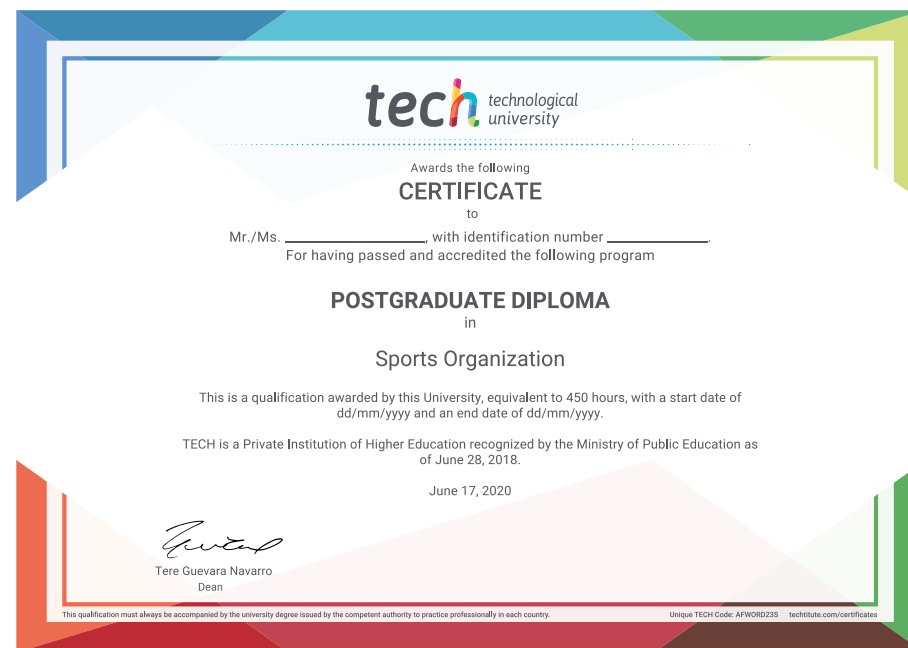 tech technological
university
Awards the following
CERTIFICATE
to
Mr./Ms. ____________________, with identification number ______________.
For having passed and accredited the following program
POSTGRADUATE DIPLOMA
in
Sports Organization
This is a qualification awarded by this University, equivalent to 450 hours, with a start date of
dd/mm/yyyy and an end date of dd/mm/yyyy.
TECH is a Private Institution of Higher Education recognized by the Ministry of Public Education as
of June 28, 2018.
June 17, 2020
Tere Guevara Navarro
Dean
This qualification must always be accompanied by the university degree issued by the competent authority to practice professionally in each country. Unique TECH Code: AFWORD23S techtitute.com/certificates